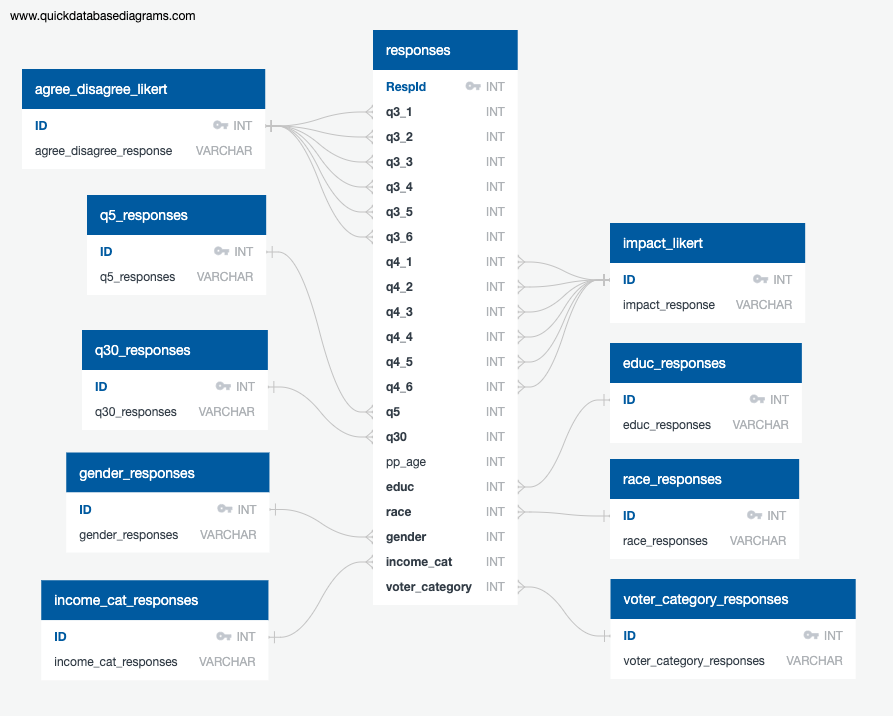 www.quickdatabasediagrams.com
responses
RespId INT
q3_1 INT
q3_2 INT
q3_3 INT
q3_4 INT
q3_5 INT
q3_6 INT
q4_1 INT
q4_2 INT
q4_3 INT
q4_4 INT
q4_5 INT
q4_6 INT
q5 INT
q30 INT
pp_age INT
educ INT
race INT
gender INT
income_cat INT
voter_category INT
agree_disagree_likert
ID INT
agree_disagree_response VARCHAR
q5_responses
ID INT
q5_responses VARCHAR
q30_responses
ID INT
q30_responses VARCHAR
gender_responses
ID INT
gender_responses VARCHAR
income_cat_responses
ID INT
income_cat_responses VARCHAR
impact_likert
ID INT
impact_response VARCHAR
educ_responses
ID INT
educ_responses VARCHAR
race_responses
ID INT
race_responses VARCHAR
voter_category_responses
ID INT
voter_category_responses VARCHAR